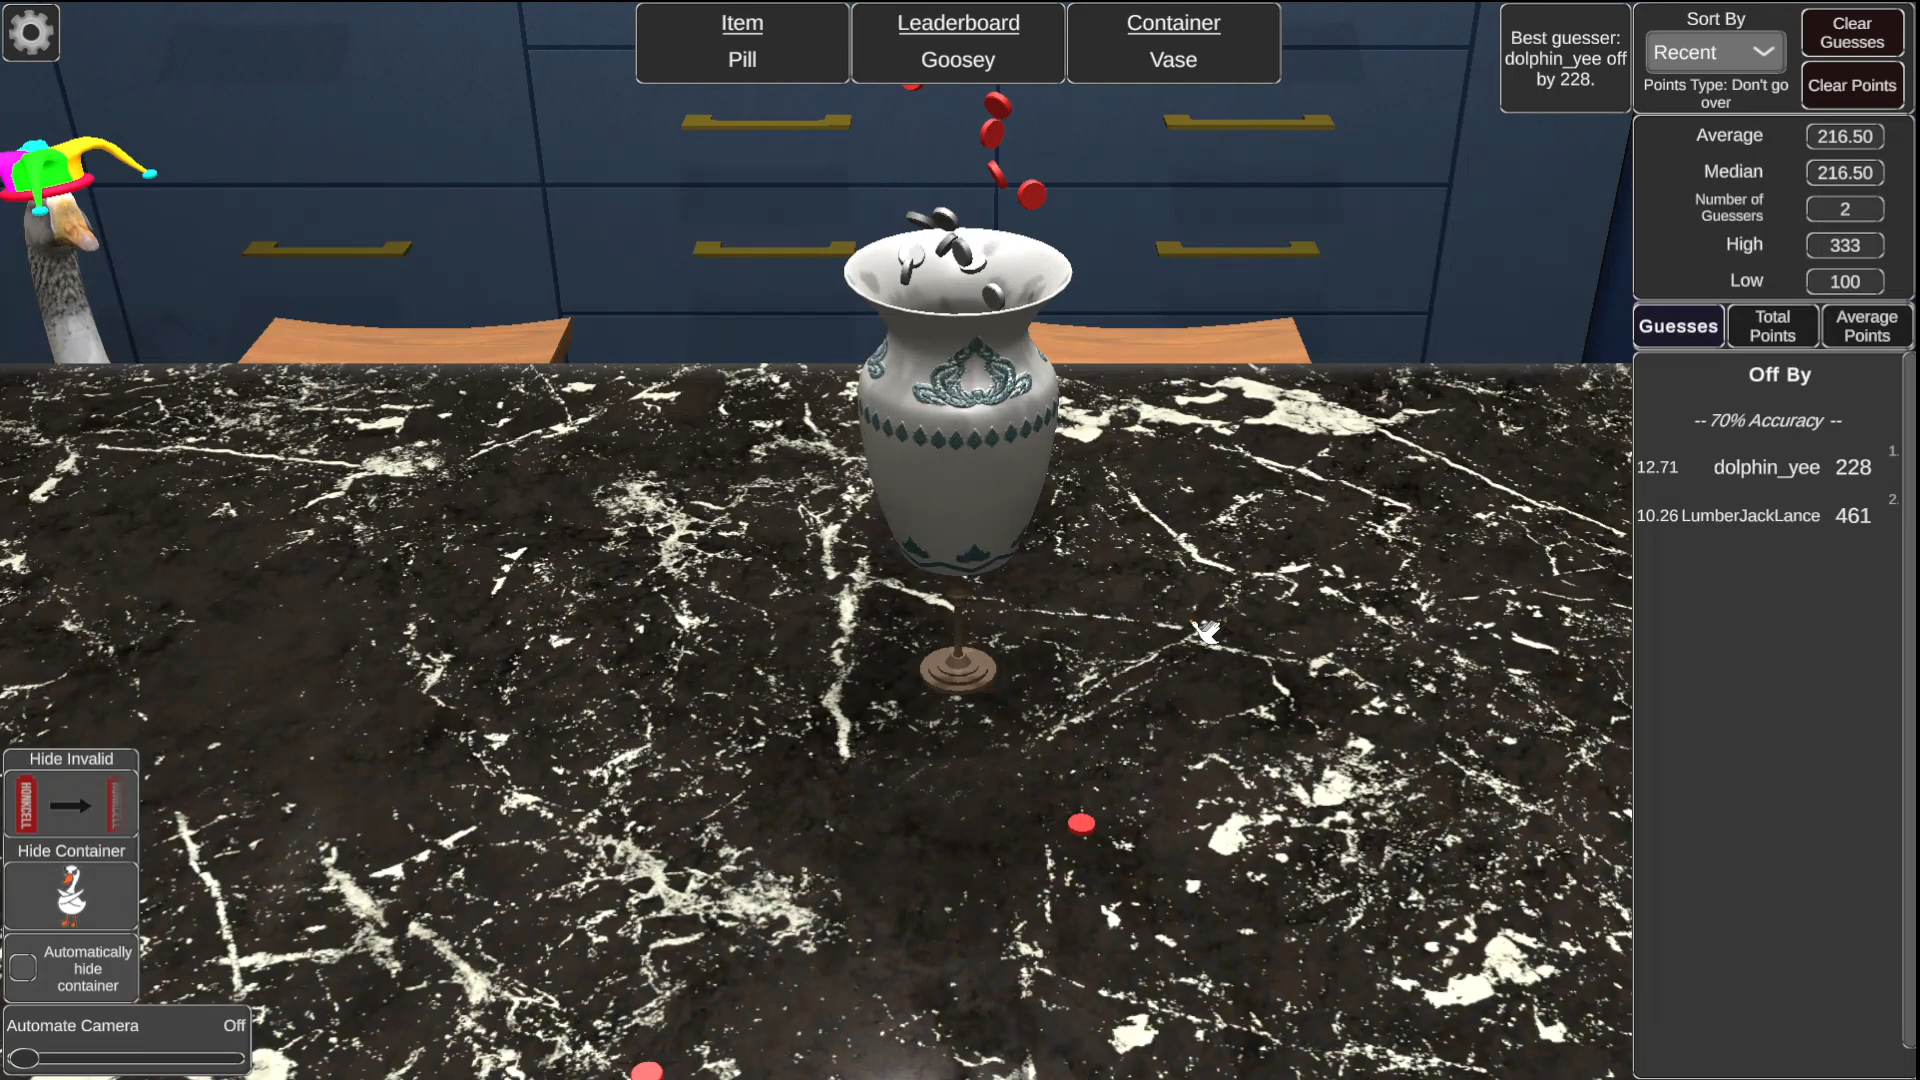 Item
Pill
Leaderboard
Goosey
Container
Vase
Best guesser:
dolphin_yee off
by 228.
Sort By
Recent
Points Type: Don't go
over
Clear
Guesses
Clear Points
Average 216.50
Median 216.50
Number of
Guessers 2
High 333
Low 100
Guesses
Total
Points
Average
Points
Off By
-- 70% Accuracy --
1.
12.71 dolphin_yee 228
2.
10.26 LumberJackLance 461
Hide Invalid
HONKCELL
HONKCELL
Hide Container
Automatically
hide
container
Automate Camera Off